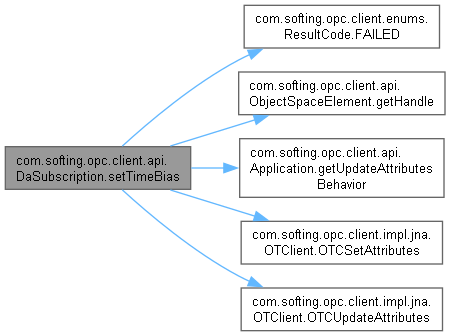 com.softing.opc.client.api.
DaSubscription.setTimeBias
com.softing.opc.client.enums.
ResultCode.FAILED
com.softing.opc.client.api.
ObjectSpaceElement.getHandle
com.softing.opc.client.api.
Application.getUpdateAttributes
Behavior
com.softing.opc.client.impl.jna.
OTClient.OTCSetAttributes
com.softing.opc.client.impl.jna.
OTClient.OTCUpdateAttributes